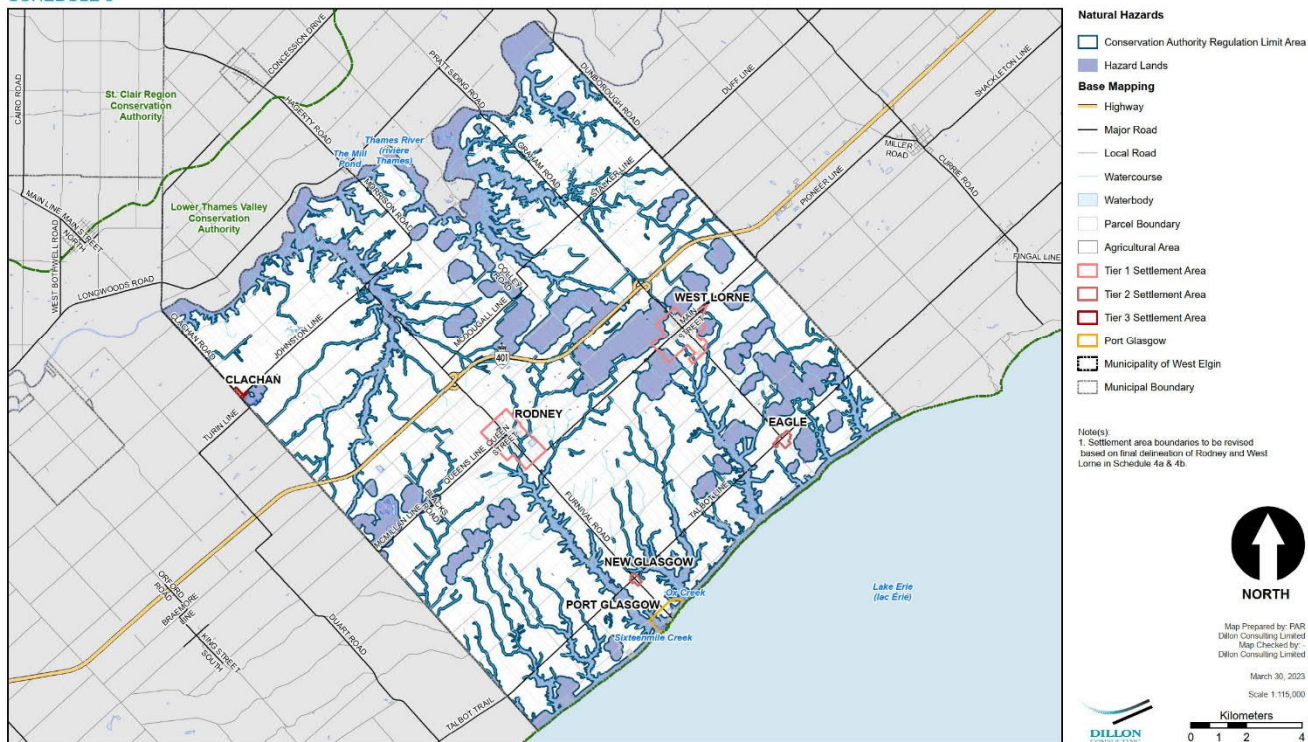 CAIRO ROAD
CONCESSION DRIVE
HAGERTY ROAD
PRATT SIDING ROAD
DUNBOROUGH ROAD
DUFF LINE
SHACKLETON LINE
St. Clair Region
Conservation
Authority
Thames River
(rivière
Thames)
The Mill
Pond
GRAHAM ROAD
STALKER LINE
MORRISON ROAD
MILLER
ROAD
PIONEER LINE
CURRIE ROAD
MAIN LINE MAIN STREET
NORTH
Lower Thames Valley
Conservation
Authority
WEST BOTHWELL ROAD
LONGWOODS ROAD
FINGAL LINE
COLLEY
ROAD
CLACHAN ROAD
JOHNSTON LINE
MCDOUGALL LINE
WEST LORNE
MAIN
STREET
401
CLACHAN
TURIN LINE
RODNEY
QUEENS LINE
QUEEN
STREET
EAGLE
BLACKS
ROAD
MCMILLAN LINE
FURNIVAL ROAD
TALBOT LINE
NEW GLASGOW
Ox Creek
PORT GLASGOW
Sixteenmile Creek
Lake Erie
(lac Érié)
ORFORD
ROAD
BRAEMORE
LINE
KING STREET
SOUTH
DUART ROAD
TALBOT TRAIL
Natural Hazards
Conservation Authority Regulation Limit Area
Hazard Lands
Base Mapping
Highway
Major Road
Local Road
Watercourse
Waterbody
Parcel Boundary
Agricultural Area
Tier 1 Settlement Area
Tier 2 Settlement Area
Tier 3 Settlement Area
Port Glasgow
Municipality of West Elgin
Municipal Boundary
Note(s):
1. Settlement area boundaries to be revised
based on final delineation of Rodney and West
Lorne in Schedule 4a & 4b.
NORTH
Map Prepared by: PAR
Dillon Consulting Limited
Map Checked by: -
Dillon Consulting Limited
March 30, 2023
Scale 1:115,000
DILLON
CONSULTING
Kilometers
0 1 2 4